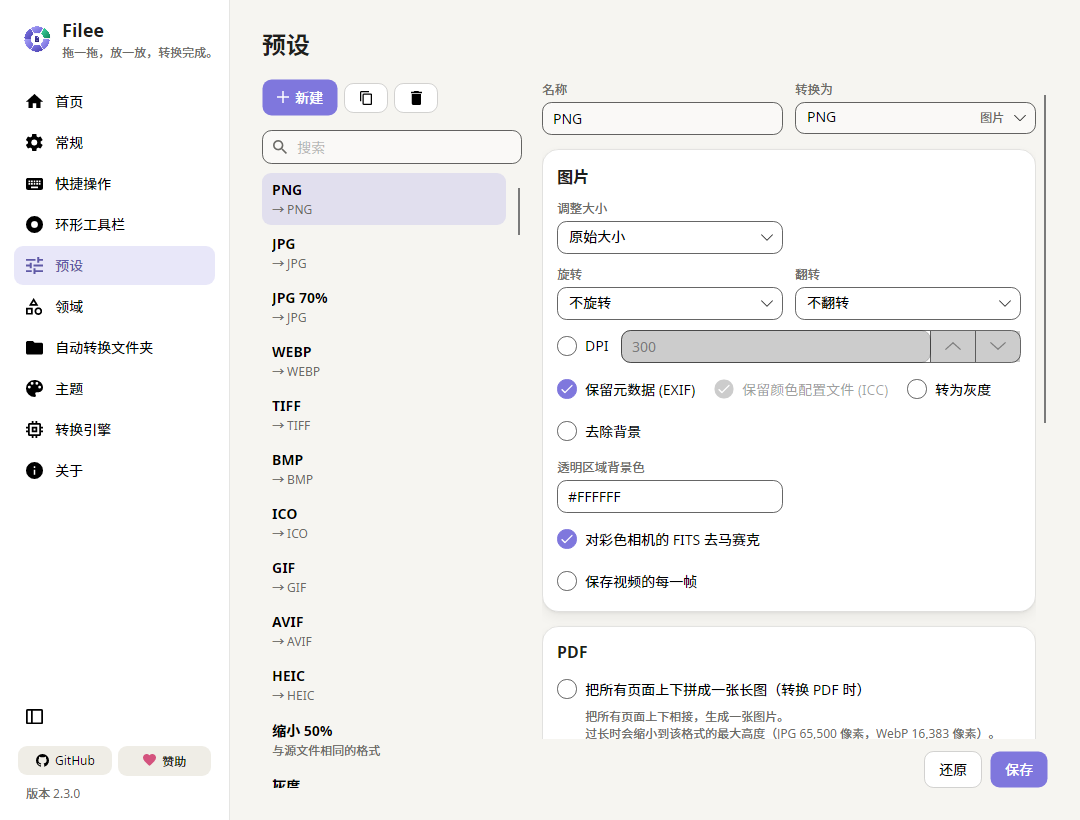 Filee
拖一拖，放一放，转换完成。
首页
常规
快捷操作
环形工具栏
预设
领域
自动转换文件夹
主题
转换引擎
关于
GitHub
赞助
版本 2.3.0
预设
新建
搜索
PNG
→ PNG
JPG
→ JPG
JPG 70%
→ JPG
WEBP
→ WEBP
TIFF
→ TIFF
BMP
→ BMP
ICO
→ ICO
GIF
→ GIF
AVIF
→ AVIF
HEIC
→ HEIC
缩小 50%
与源文件相同的格式
灰度
名称
PNG
转换为
PNG 图片
图片
调整大小
原始大小
旋转
不旋转
翻转
不翻转
DPI 300
保留元数据 (EXIF) 保留颜色配置文件 (ICC) 转为灰度
去除背景
透明区域背景色
#FFFFFF
对彩色相机的 FITS 去马赛克
保存视频的每一帧
PDF
把所有页面上下拼成一张长图（转换 PDF 时）
把所有页面上下相接，生成一张图片。
过长时会缩小到该格式的最大高度（JPG 65,500 像素，WebP 16,383 像素）。
还原
保存